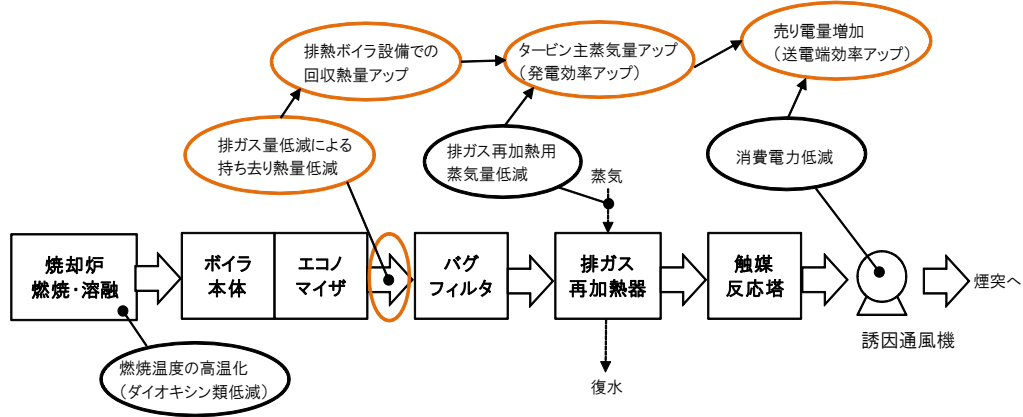 排熱ボイラ設備での
回収熱量アップ
タービン主蒸気量アップ
（発電効率アップ）
売り電量増加
（送電端効率アップ）
排ガス量低減による
持ち去り熱量低減
排ガス再加熱用
蒸気量低減
消費電力低減
蒸気
焼却炉
燃焼・溶融
ボイラ
本体
エコノ
マイザ
バグ
フィルタ
排ガス
再加熱器
触媒
反応塔
煙突へ
誘因通風機
燃焼温度の高温化
（ダイオキシン類低減）
復水